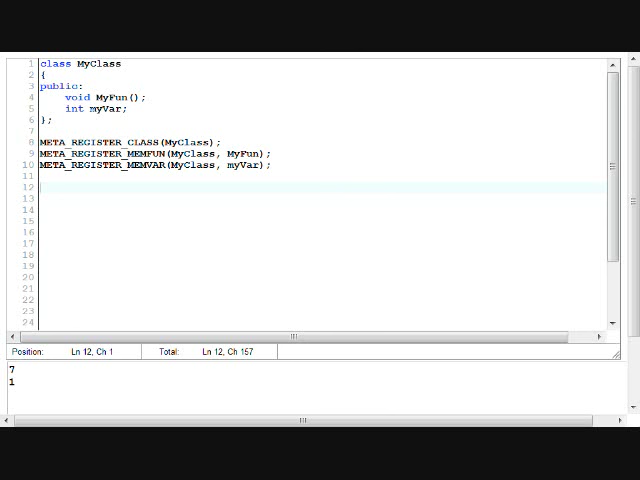 1 class MyClass
2 {
3 public:
4     void MyFun();
5     int myVar;
6 };
7
8 META_REGISTER_CLASS(MyClass);
9 META_REGISTER_MEMFUN(MyClass, MyFun);
10 META_REGISTER_MEMVAR(MyClass, myVar);
11
12
13
14
15
16
17
18
19
20
21
22
23
24
Position: Ln 12, Ch 1 Total: Ln 12, Ch 157
7
1